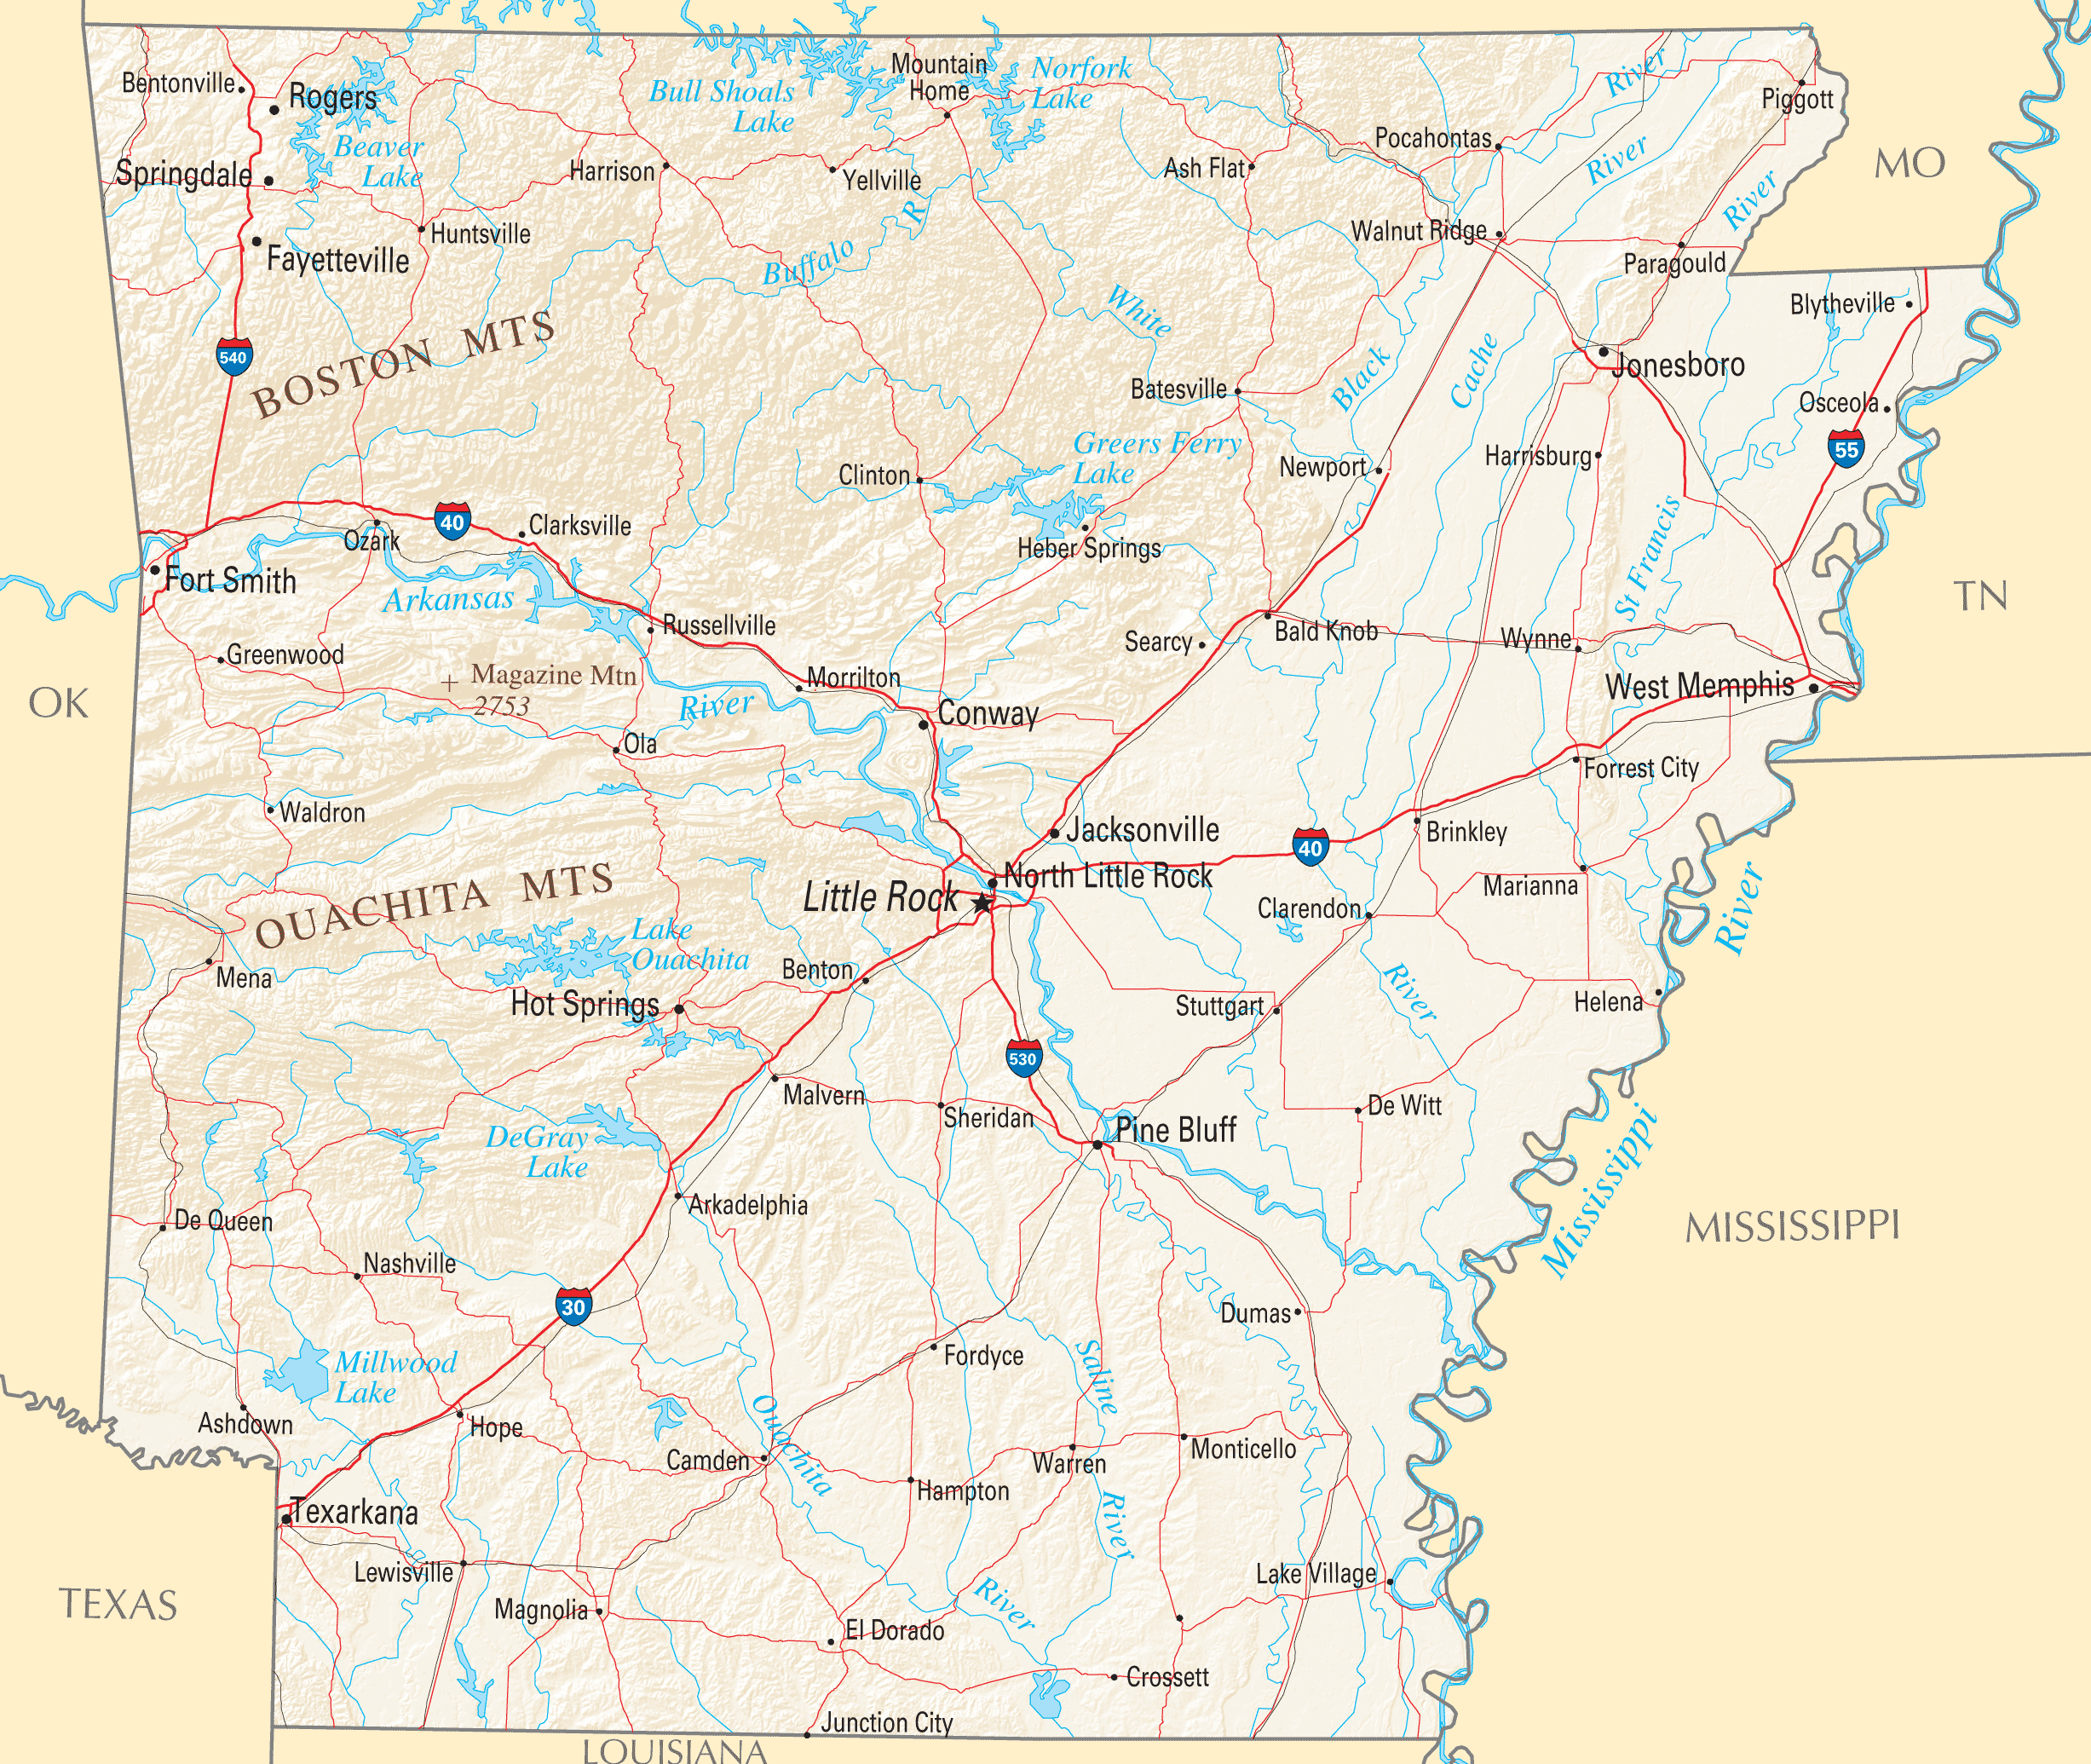 Bentonville
Rogers
Beaver
Lake
Springdale
Fayetteville
Huntsville
Harrison
Bull Shoals
Lake
Yellville
Mountain
Home
Norfork
Lake
Buffalo
R
Ash Flat
Pocahontas
Walnut Ridge
River
River
River
Piggott
Paragould
MO
Blytheville
Osceola
55
Jonesboro
White
Black
Cache
Batesville
Newport
Harrisburg
St Francis
540
BOSTON MTS
40
Ozark
Clarksville
Fort Smith
Arkansas
Greenwood
Russellville
Magazine Mtn
2753
River
Morrilton
Clinton
Greers Ferry
Lake
Heber Springs
Searcy
Bald Knob
Wynne
West Memphis
TN
OK
Conway
Ola
Waldron
Forrest City
Brinkley
Jacksonville
40
North Little Rock
Little Rock
Marianna
Clarendon
River
OUACHITA MTS
Lake
Ouachita
Mena
Benton
Hot Springs
Stuttgart
River
Helena
530
Malvern
Sheridan
De Witt
Pine Bluff
DeGray
Lake
Mississippi
Arkadelphia
De Queen
MISSISSIPPI
Nashville
30
Dumas
Millwood
Lake
Fordyce
Saline
Ashdown
Hope
Ouachita
Camden
Warren
Monticello
Hampton
River
Texarkana
Lewisville
Lake Village
TEXAS
Magnolia
River
El Dorado
Crossett
Junction City
LOUISIANA